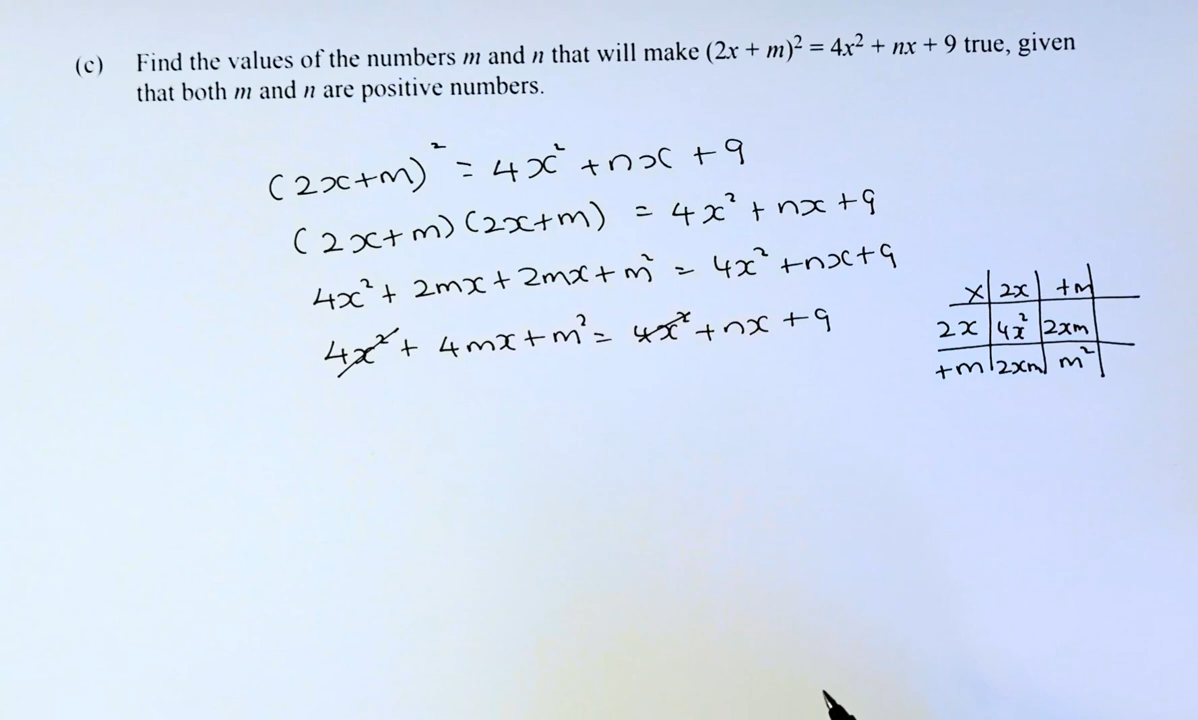 (c) Find the values of the numbers m and n that will make (2x + m)² = 4x² + nx + 9 true, given
that both m and n are positive numbers.
(2x+m)² = 4x² + nx + 9
(2x+m)(2x+m) = 4x² + nx + 9
4x² + 2mx + 2mx + m² = 4x² + nx + 9
4x² + 4mx + m² = 4x² + nx + 9
x 2x +m
2x 4x² 2xm
+m 2xm m²